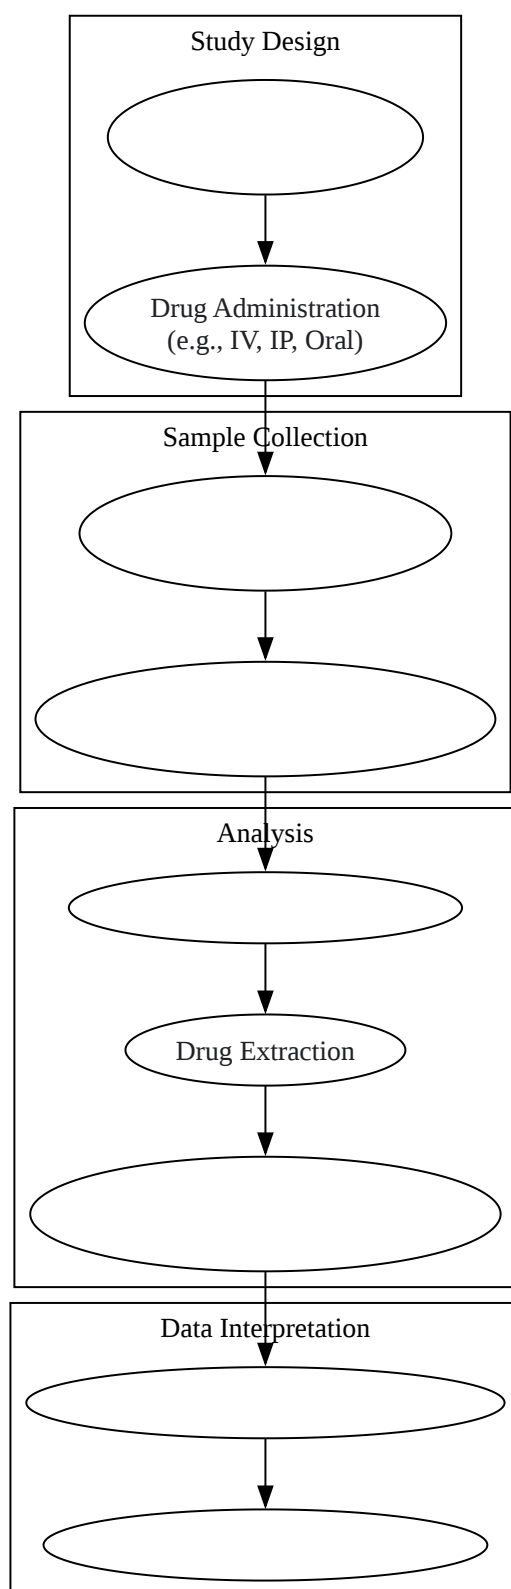 Study Design
Drug Administration
(e.g., IV, IP, Oral)
Sample Collection
Analysis
Drug Extraction
Data Interpretation